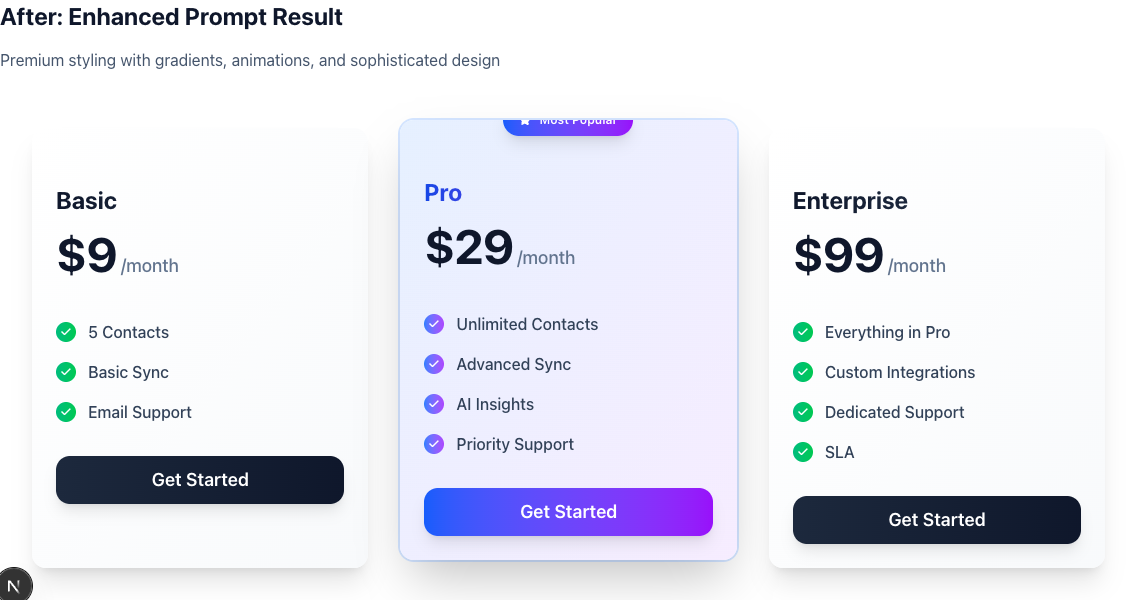 After: Enhanced Prompt Result
Premium styling with gradients, animations, and sophisticated design
Most Popular
Basic
$9/month
5 Contacts
Basic Sync
Email Support
Get Started
Pro
$29/month
Unlimited Contacts
Advanced Sync
AI Insights
Priority Support
Get Started
Enterprise
$99/month
Everything in Pro
Custom Integrations
Dedicated Support
SLA
Get Started
N